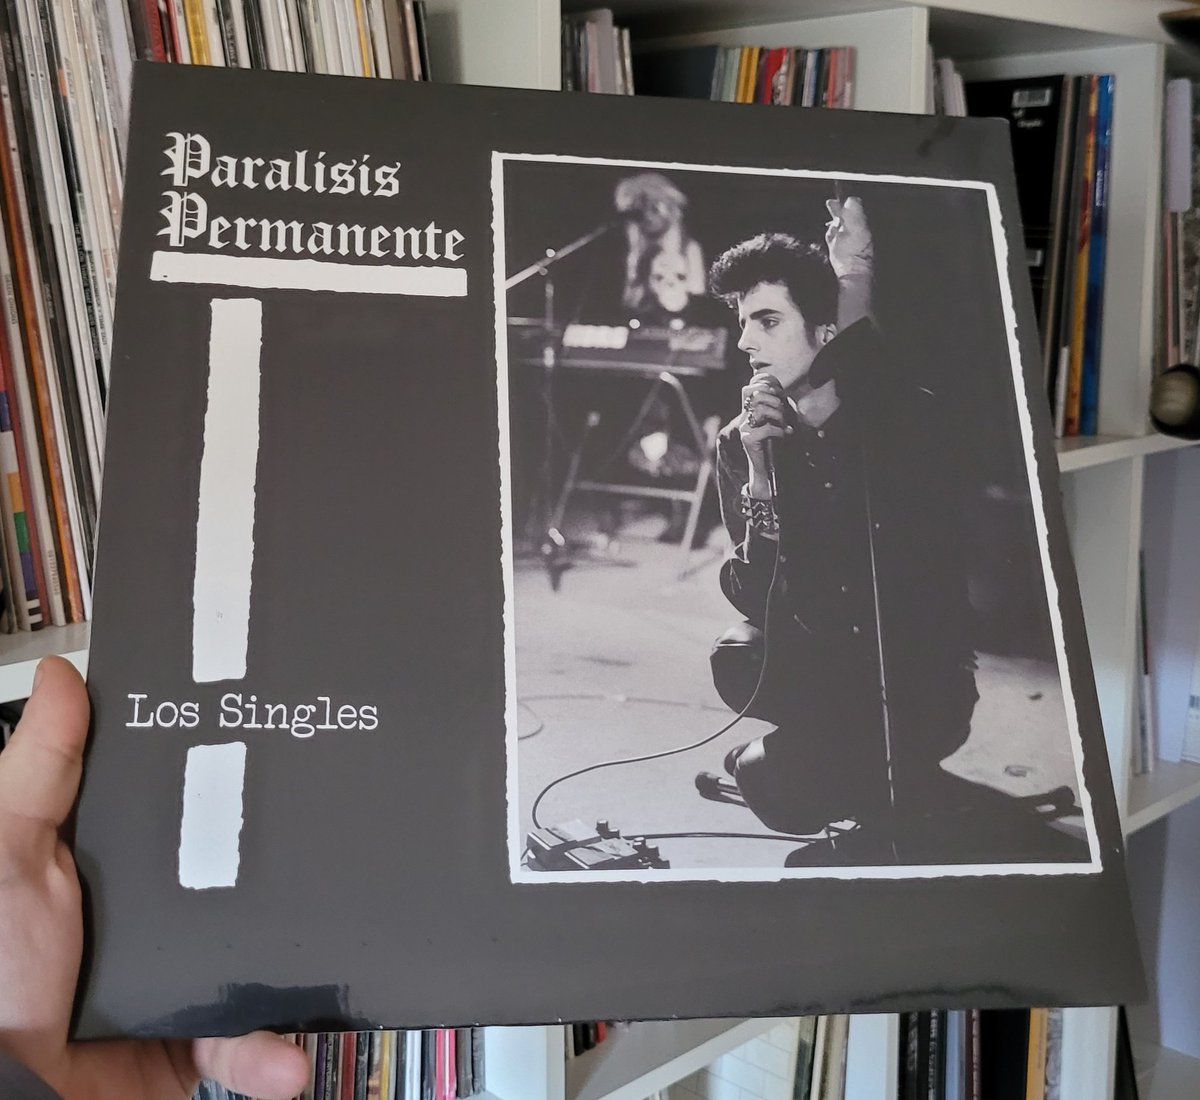 Paralisis
Permanente
Los Singles